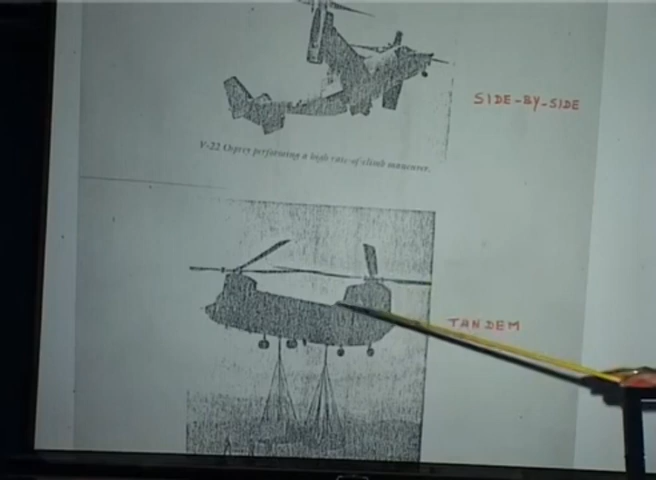 SIDE-BY-SIDE
V-22 Osprey performing a high rate-of-climb maneuver.
TANDEM